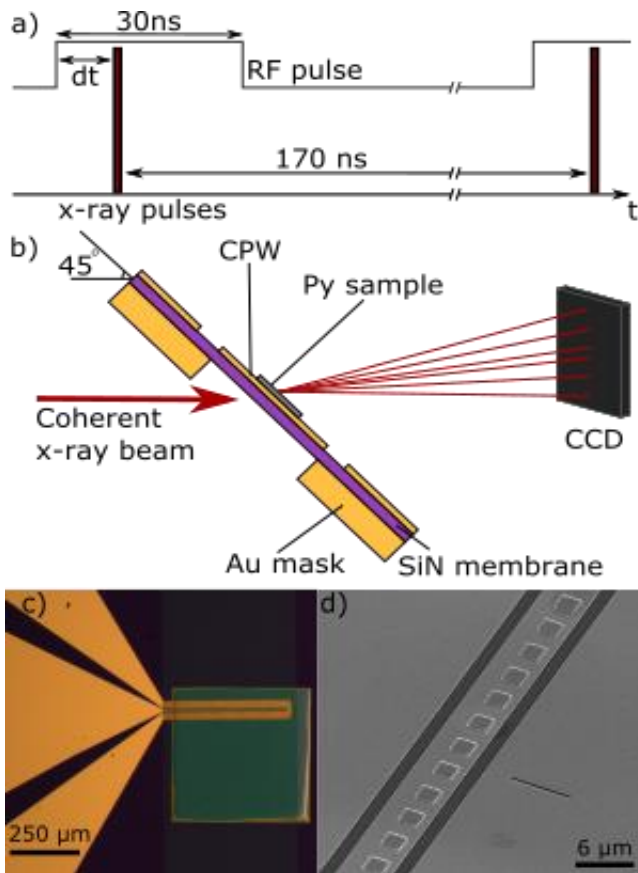 a)
30ns
dt
RF pulse
170 ns
x-ray pulses
t
b)
45°
CPW
Py sample
Coherent
x-ray beam
CCD
Au mask
SiN membrane
c)
d)
250 µm
6 µm